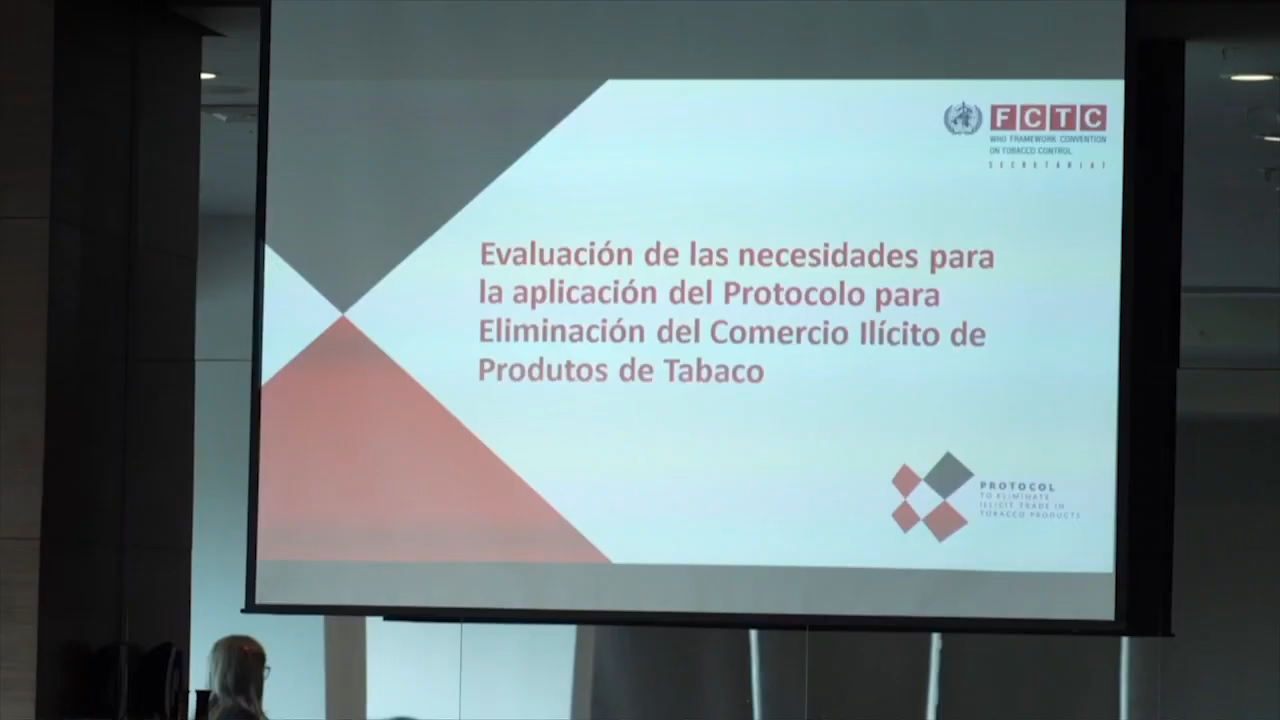 FCTC
WHO FRAMEWORK CONVENTION
ON TOBACCO CONTROL
SECRETARIAT
Evaluación de las necesidades para
la aplicación del Protocolo para
Eliminación del Comercio Ilícito de
Produtos de Tabaco
PROTOCOL
TO ELIMINATE
ILLICIT TRADE IN
TOBACCO PRODUCTS